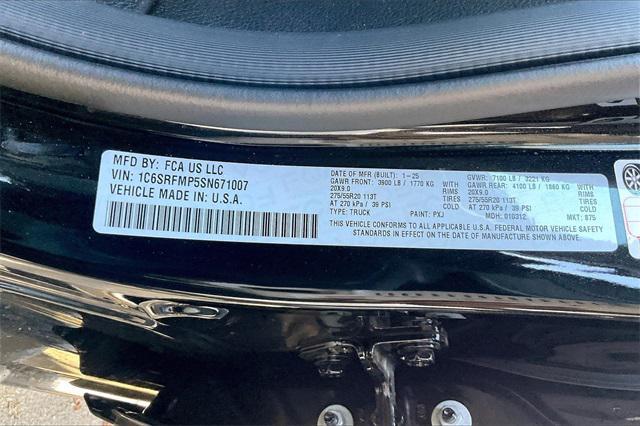 MFD BY: FCA US LLC
VIN: 1C6SRFMP5SN671007
VEHICLE MADE IN: U.S.A.
DATE OF MFR (BUILT): 1-25 GVWR: 7100 LB / 3221 KG
GAWR FRONT: 3900 LB / 1770 KG WITH GAWR REAR: 4100 LB / 1860 KG WITH
20X9.0 RIMS 20X9.0 RIMS
275/55R20 113T TIRES 275/55R20 113T TIRES
AT 270 kPa / 39 PSI COLD AT 270 kPa / 39 PSI COLD
TYPE: TRUCK PAINT: PXJ MDH: 010312 MKT: 875
THIS VEHICLE CONFORMS TO ALL APPLICABLE U.S.A. FEDERAL MOTOR VEHICLE SAFETY
STANDARDS IN EFFECT ON THE DATE OF MANUFACTURE SHOWN ABOVE.